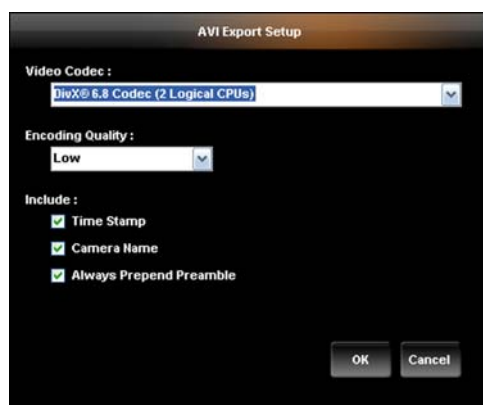 AVI Export Setup
Video Codec :
DivX® 6.8 Codec (2 Logical CPUs)
Encoding Quality :
Low
Include :
Time Stamp
Camera Name
Always Prepend Preamble
OK Cancel